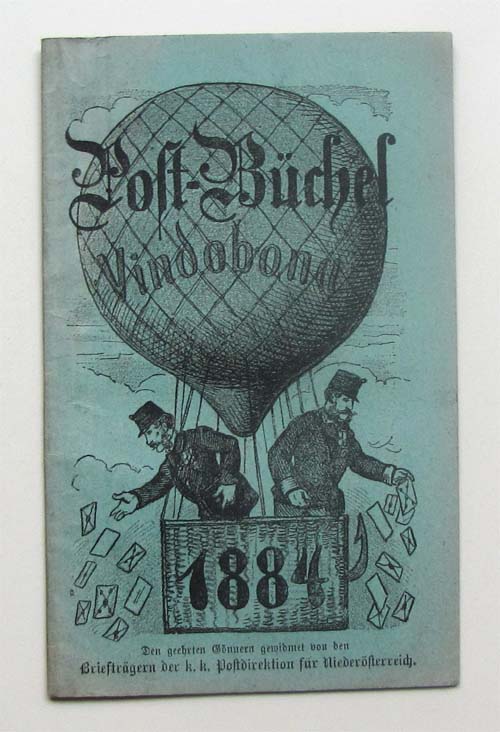 Post-Büchel
Vindobona
1884
Den geehrten Gönnern gewidmet von den
Briefträgern der k. k. Postdirektion für Niederösterreich.